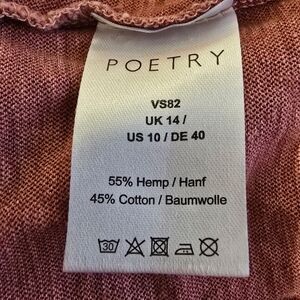 POETRY
VS82
UK 14 /
US 10 / DE 40
55% Hemp / Hanf
45% Cotton / Baumwolle
30